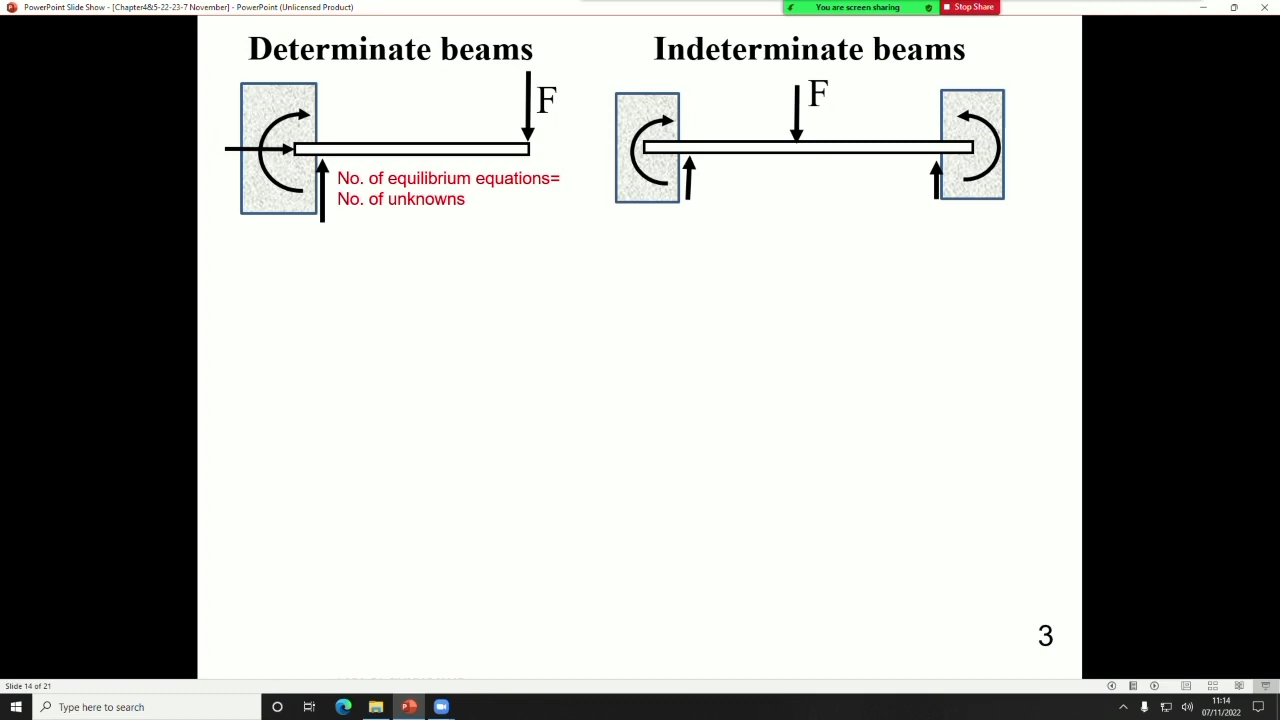 PowerPoint Slide Show - [Chapter4&5-22-23-7 November] - PowerPoint (Unlicensed Product)
You are screen sharing
Stop Share
Determinate beams
Indeterminate beams
F
F
No. of equilibrium equations=
No. of unknowns
3
Slide 14 of 21
Type here to search
11:14
07/11/2022